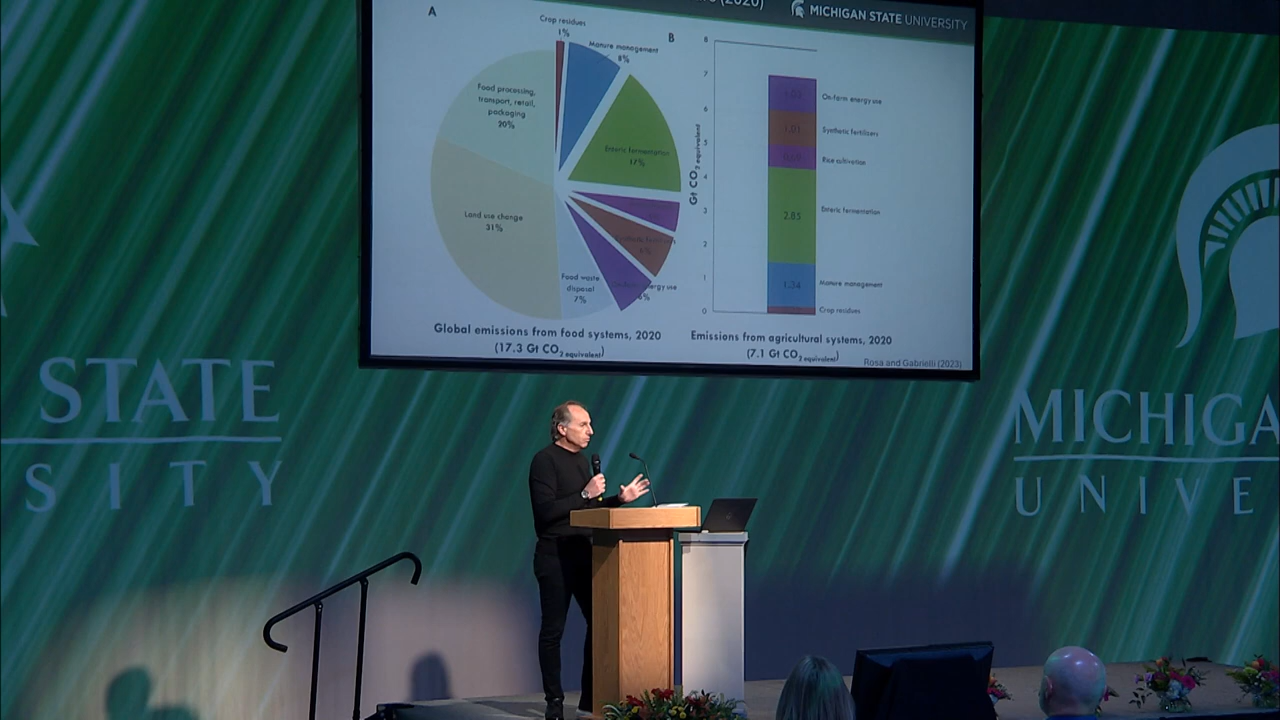 (2020)
MICHIGAN STATE UNIVERSITY
A
Crop residues
1%
Manure management
8%
Food processing,
transport, retail,
packaging
20%
Enteric fermentation
17%
Land use change
31%
Food waste
disposal
7%
6%
Global emissions from food systems, 2020
(17.3 Gt CO2 equivalent)
B
Gt CO2 equivalent
8
7
6
5
4
3
2
1
0
1.01
2.85
1.34
On-farm energy use
Synthetic fertilizers
Rice cultivation
Enteric fermentation
Manure management
Crop residues
Emissions from agricultural systems, 2020
(7.1 Gt CO2 equivalent)
Rosa and Gabrielli (2023)
STATE
SITY
MICHIGA
UNIVE